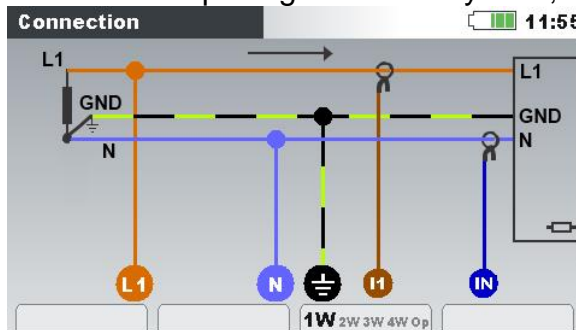 Connection 11:55
L1
L1
GND
GND
N
N
L1 N I1 IN
1W 2W 3W 4W Op